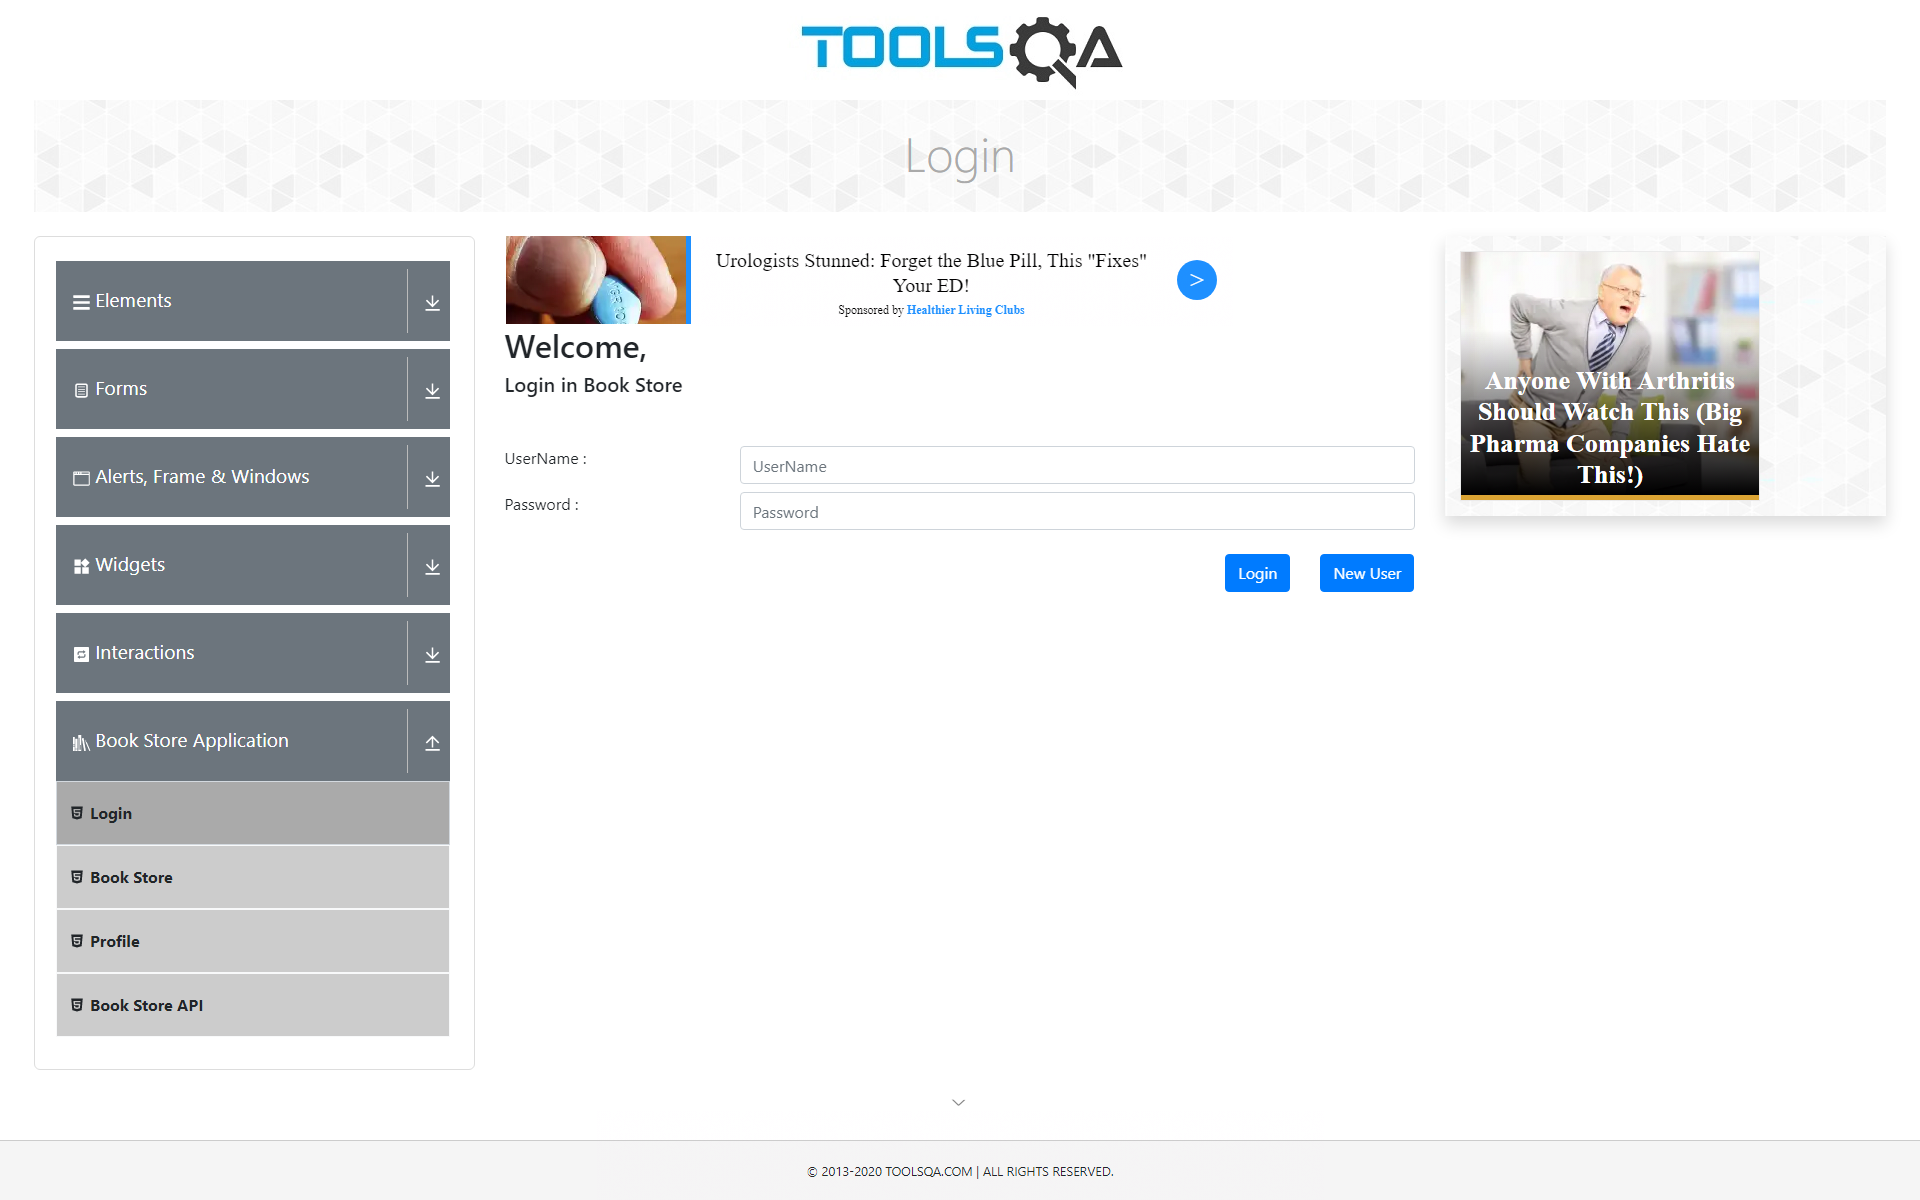 TOOLSQA
Login
Elements
Forms
Alerts, Frame & Windows
Widgets
Interactions
Book Store Application
Login
Book Store
Profile
Book Store API
Urologists Stunned: Forget the Blue Pill, This "Fixes"
Your ED!
Sponsored by Healthier Living Clubs
>
Welcome,
Login in Book Store
UserName :
UserName
Password :
Password
Login
New User
Anyone With Arthritis
Should Watch This (Big
Pharma Companies Hate
This!)
© 2013-2020 TOOLSQA.COM | ALL RIGHTS RESERVED.